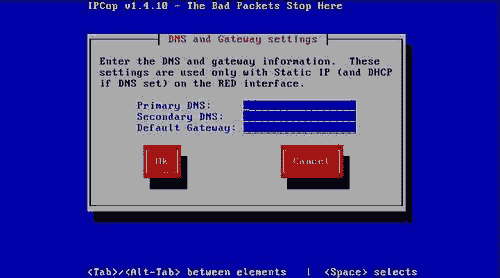 IPCop v1.4.10 - The Bad Packets Stop Here
DNS and Gateway settings
Enter the DNS and gateway information. These
settings are used only with Static IP (and DHCP
if DNS set) on the RED interface.
Primary DNS:
Secondary DNS:
Default Gateway:
Ok
Cancel
<Tab>/<Alt-Tab> between elements | <Space> selects